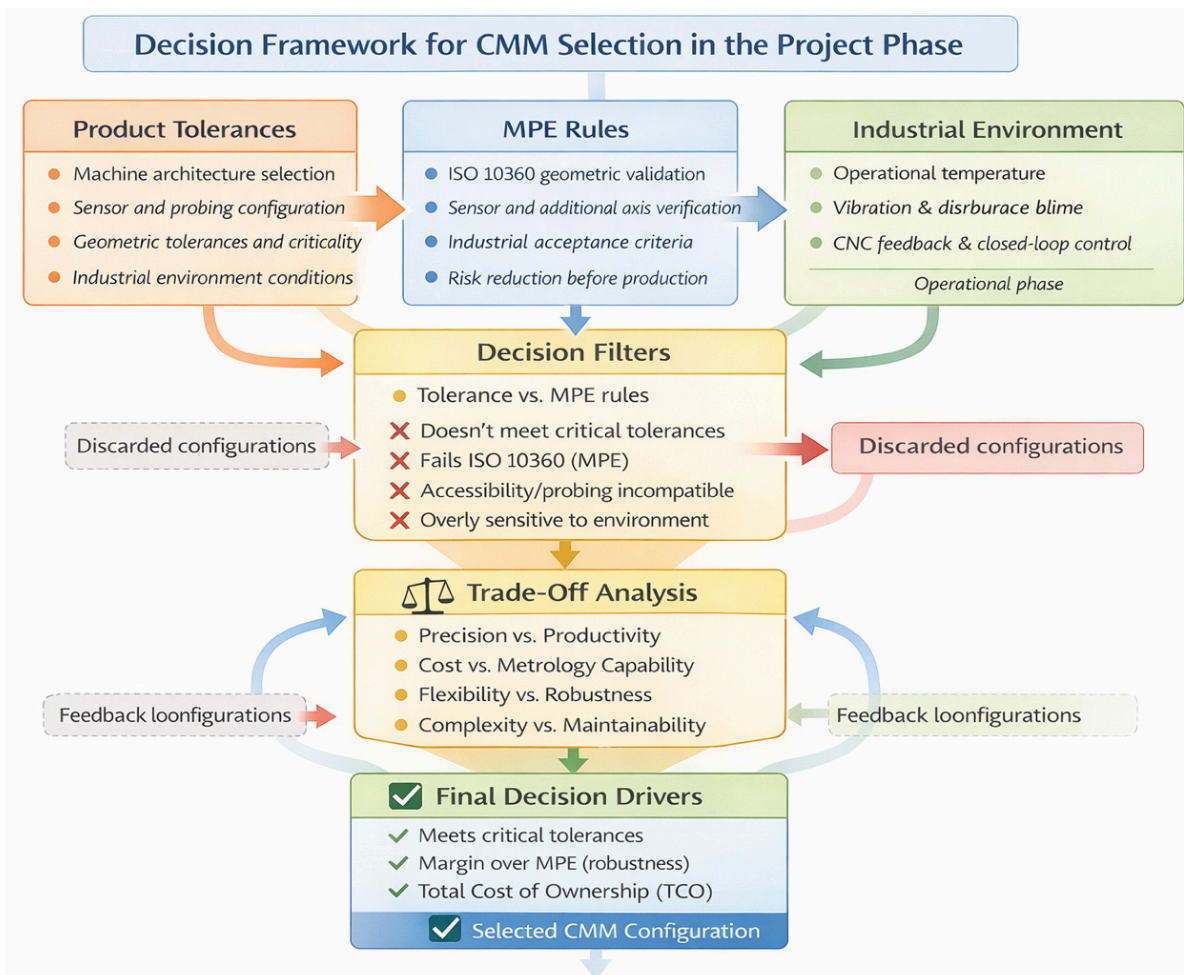 Decision Framework for CMM Selection in the Project Phase
Product Tolerances
Machine architecture selection
Sensor and probing configuration
Geometric tolerances and criticality
Industrial environment conditions
MPE Rules
ISO 10360 geometric validation
Sensor and additional axis verification
Industrial acceptance criteria
Risk reduction before production
Industrial Environment
Operational temperature
Vibration & disrburace blime
CNC feedback & closed-loop control
Operational phase
Decision Filters
Tolerance vs. MPE rules
Doesn't meet critical tolerances
Fails ISO 10360 (MPE)
Accessibility/probing incompatible
Overly sensitive to environment
Discarded configurations
Discarded configurations
Trade-Off Analysis
Precision vs. Productivity
Cost vs. Metrology Capability
Flexibility vs. Robustness
Complexity vs. Maintainability
Feedback loonfigurations
Feedback loonfigurations
Final Decision Drivers
Meets critical tolerances
Margin over MPE (robustness)
Total Cost of Ownership (TCO)
Selected CMM Configuration